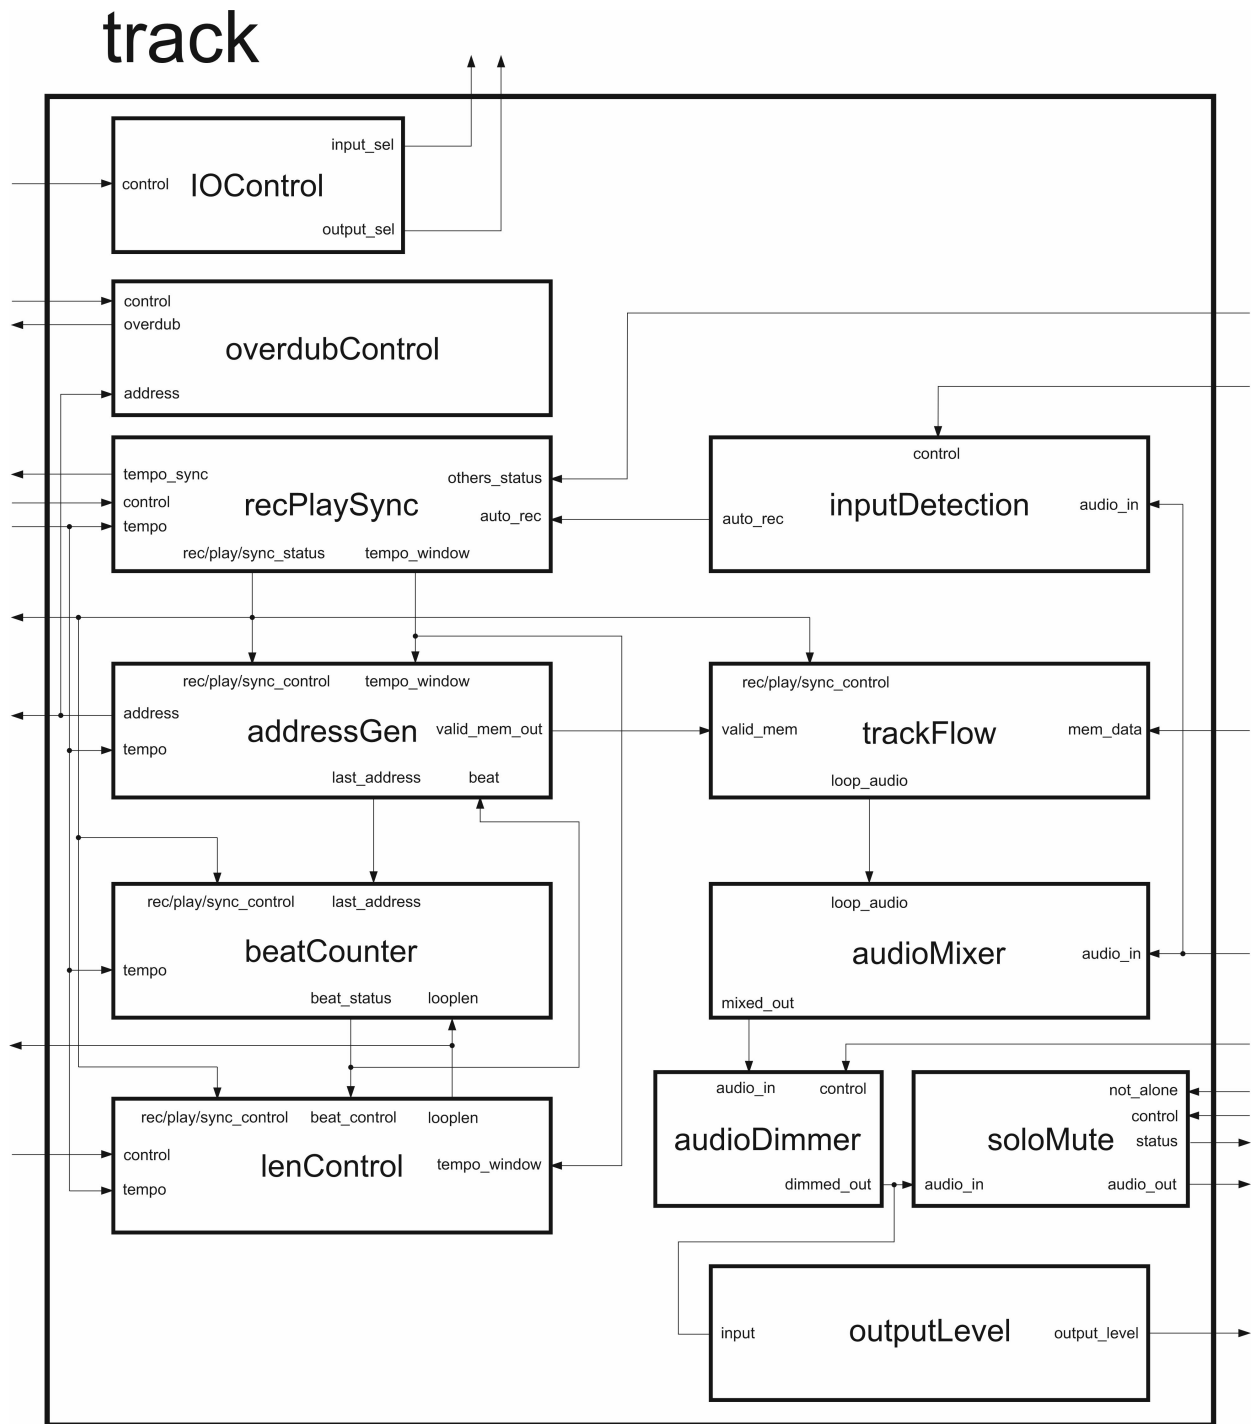 track
input_sel
control
IOControl
output_sel
control
overdub
overdubControl
address
tempo_sync
control
tempo
recPlaySync
others_status
auto_rec
rec/play/sync_status
tempo_window
control
inputDetection
audio_in
auto_rec
rec/play/sync_control
tempo_window
address
tempo
addressGen
valid_mem_out
last_address
beat
rec/play/sync_control
valid_mem
trackFlow
mem_data
loop_audio
rec/play/sync_control
last_address
beatCounter
tempo
beat_status
looplen
loop_audio
audioMixer
audio_in
mixed_out
rec/play/sync_control
beat_control
looplen
control
tempo
lenControl
tempo_window
audio_in
control
audioDimmer
dimmed_out
not_alone
control
status
soloMute
audio_in
audio_out
input
outputLevel
output_level